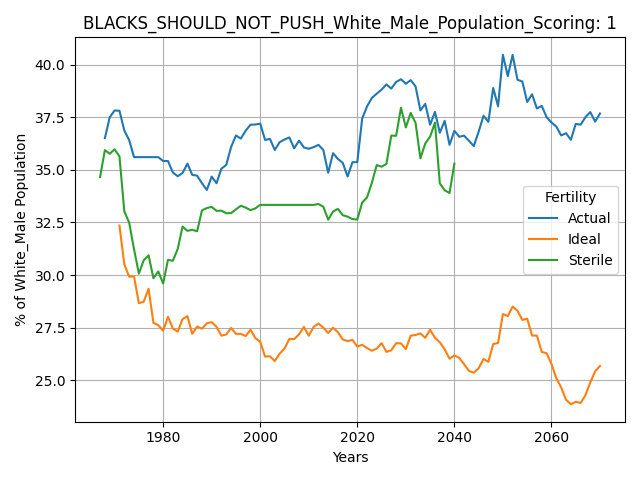 BLACKS_SHOULD_NOT_PUSH_White_Male_Population_Scoring: 1
40.0
37.5
35.0
32.5
30.0
27.5
25.0
% of White_Male Population
Fertility
Actual
Ideal
Sterile
1980 2000 2020 2040 2060
Years